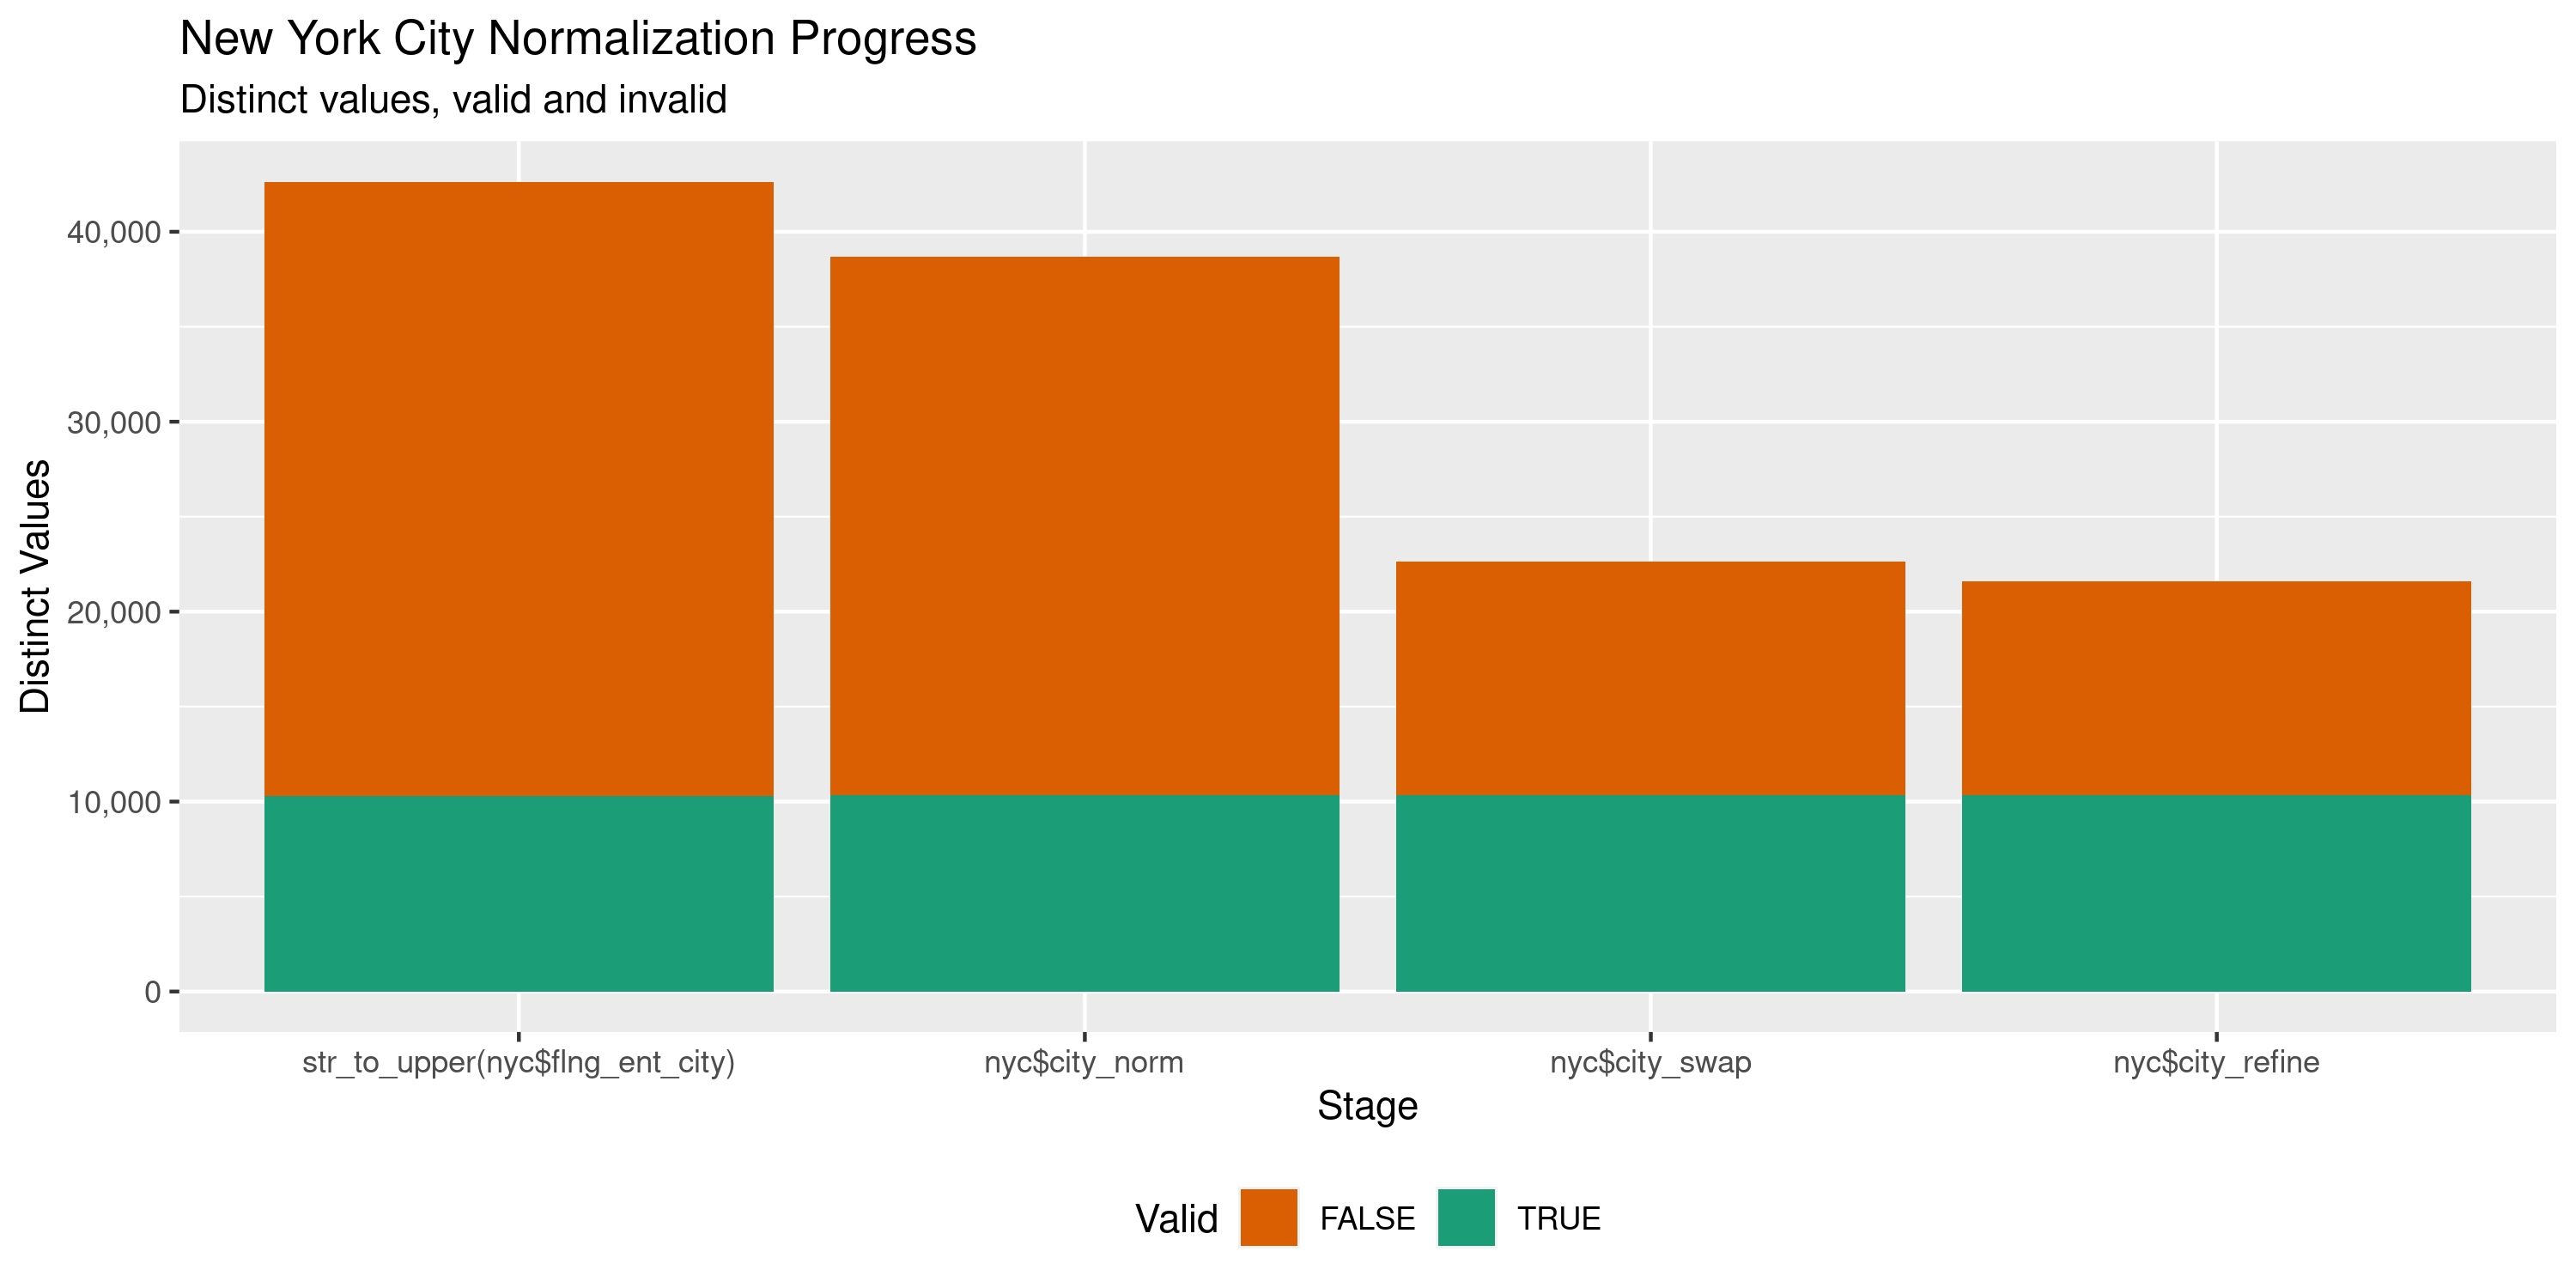 New York City Normalization Progress
Distinct values, valid and invalid
Distinct Values
40,000
30,000
20,000
10,000
0
str_to_upper(nyc$flng_ent_city)
nyc$city_norm
nyc$city_swap
nyc$city_refine
Stage
Valid
FALSE
TRUE